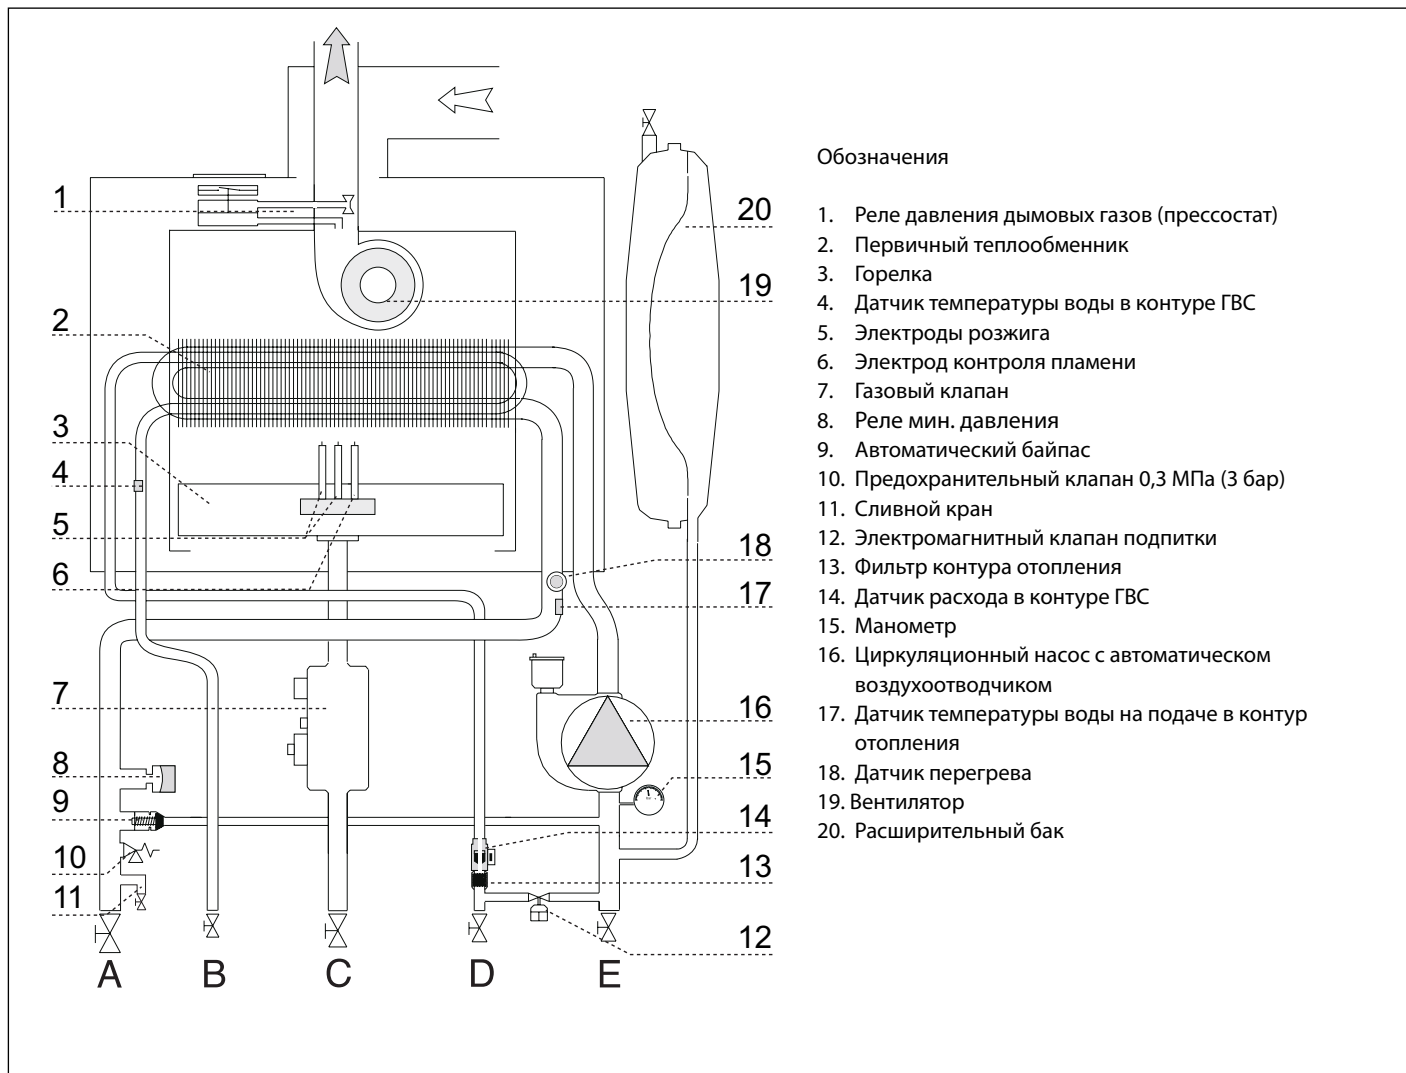 1
2
3
4
5
6
7
8
9
10
11
20
19
18
17
16
15
14
13
12
A B C D E
Обозначения
1. Реле давления дымовых газов (прессостат)
2. Первичный теплообменник
3. Горелка
4. Датчик температуры воды в контуре ГВС
5. Электроды розжига
6. Электрод контроля пламени
7. Газовый клапан
8. Реле мин. давления
9. Автоматический байпас
10. Предохранительный клапан 0,3 МПа (3 бар)
11. Сливной кран
12. Электромагнитный клапан подпитки
13. Фильтр контура отопления
14. Датчик расхода в контуре ГВС
15. Манометр
16. Циркуляционный насос с автоматическом
воздухоотводчиком
17. Датчик температуры воды на подаче в контур
отопления
18. Датчик перегрева
19. Вентилятор
20. Расширительный бак